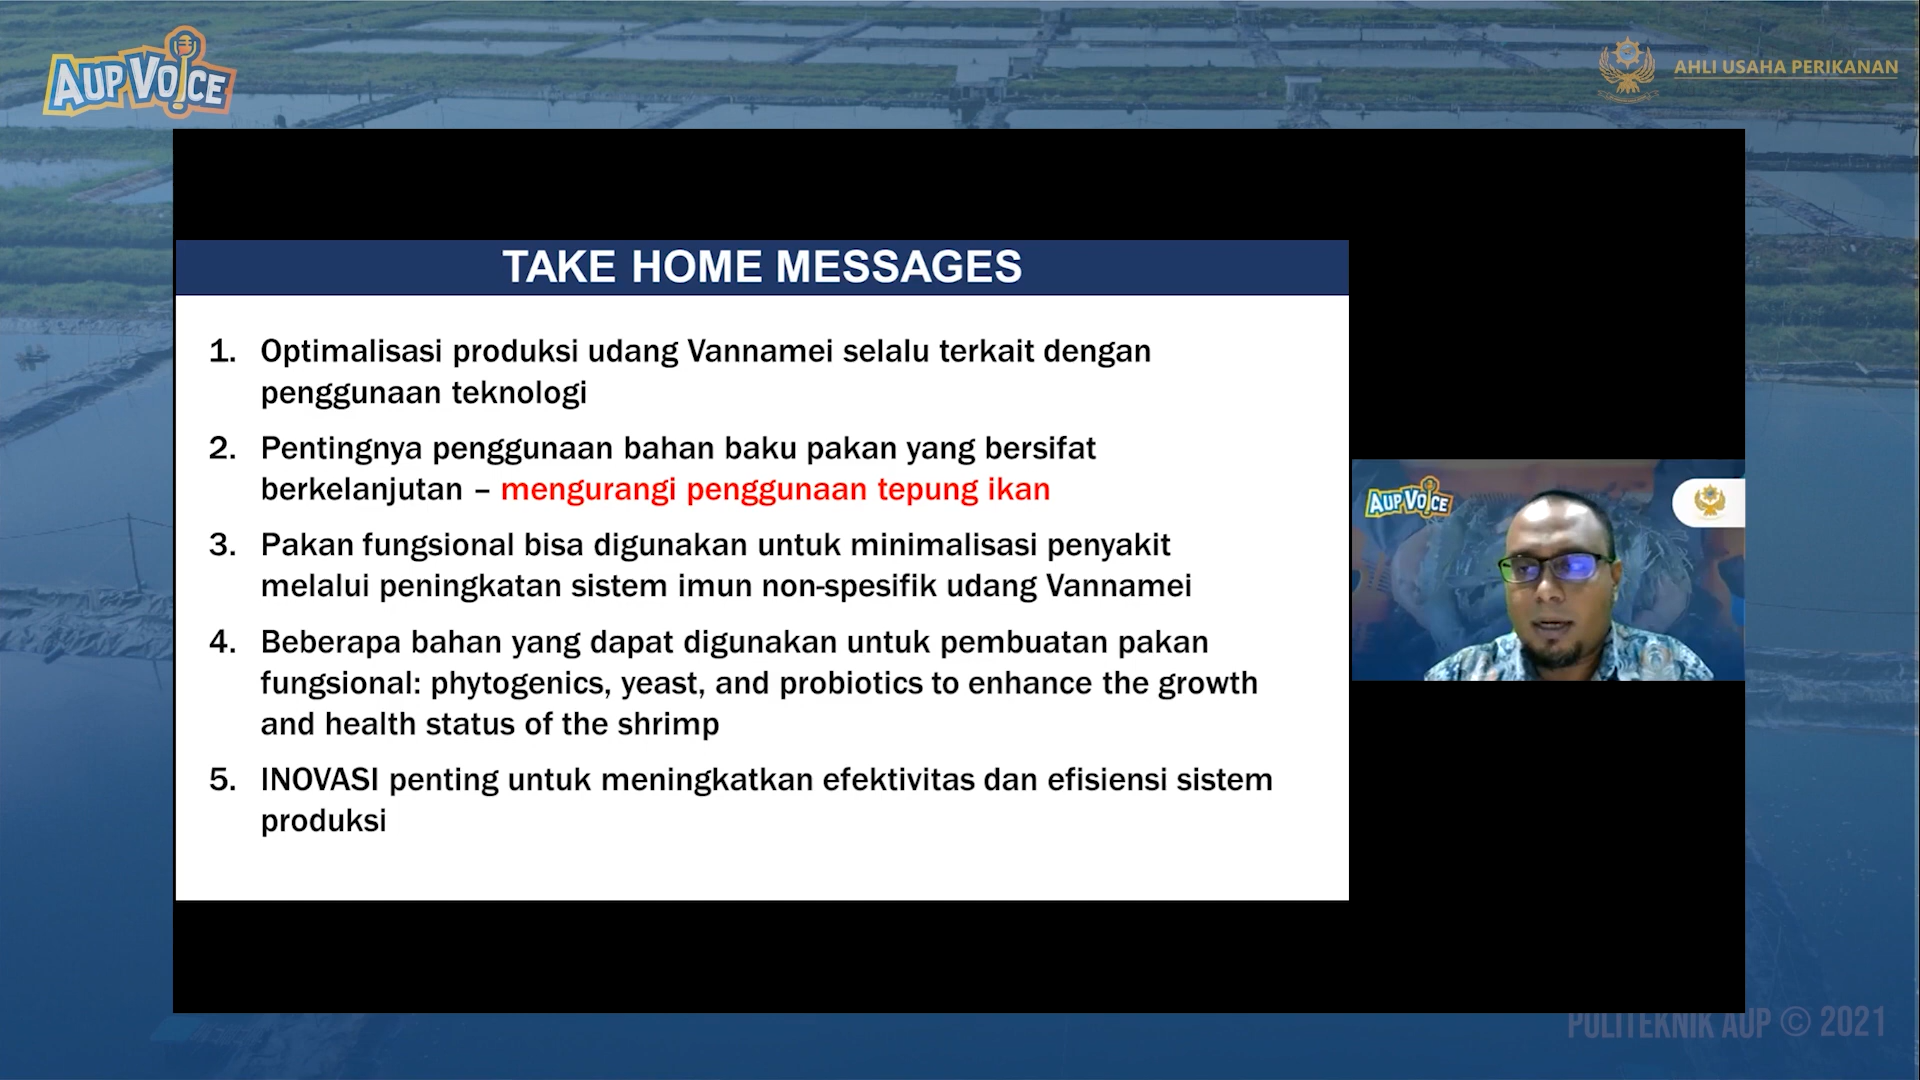 AUP VOICE
AHLI USAHA PERIKANAN
TAKE HOME MESSAGES
1. Optimalisasi produksi udang Vannamei selalu terkait dengan
penggunaan teknologi
2. Pentingnya penggunaan bahan baku pakan yang bersifat
berkelanjutan – mengurangi penggunaan tepung ikan
3. Pakan fungsional bisa digunakan untuk minimalisasi penyakit
melalui peningkatan sistem imun non-spesifik udang Vannamei
4. Beberapa bahan yang dapat digunakan untuk pembuatan pakan
fungsional: phytogenics, yeast, and probiotics to enhance the growth
and health status of the shrimp
5. INOVASI penting untuk meningkatkan efektivitas dan efisiensi sistem
produksi
AUP VOICE
POLITEKNIK AUP © 2021